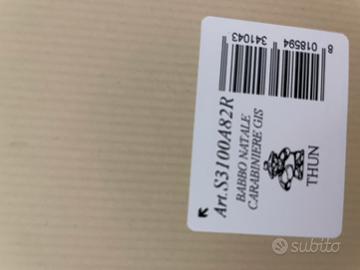 8 018594 341043
Art.S3100A82R
BABBO NATALE
CARABINIERE GIS
THUN
subito